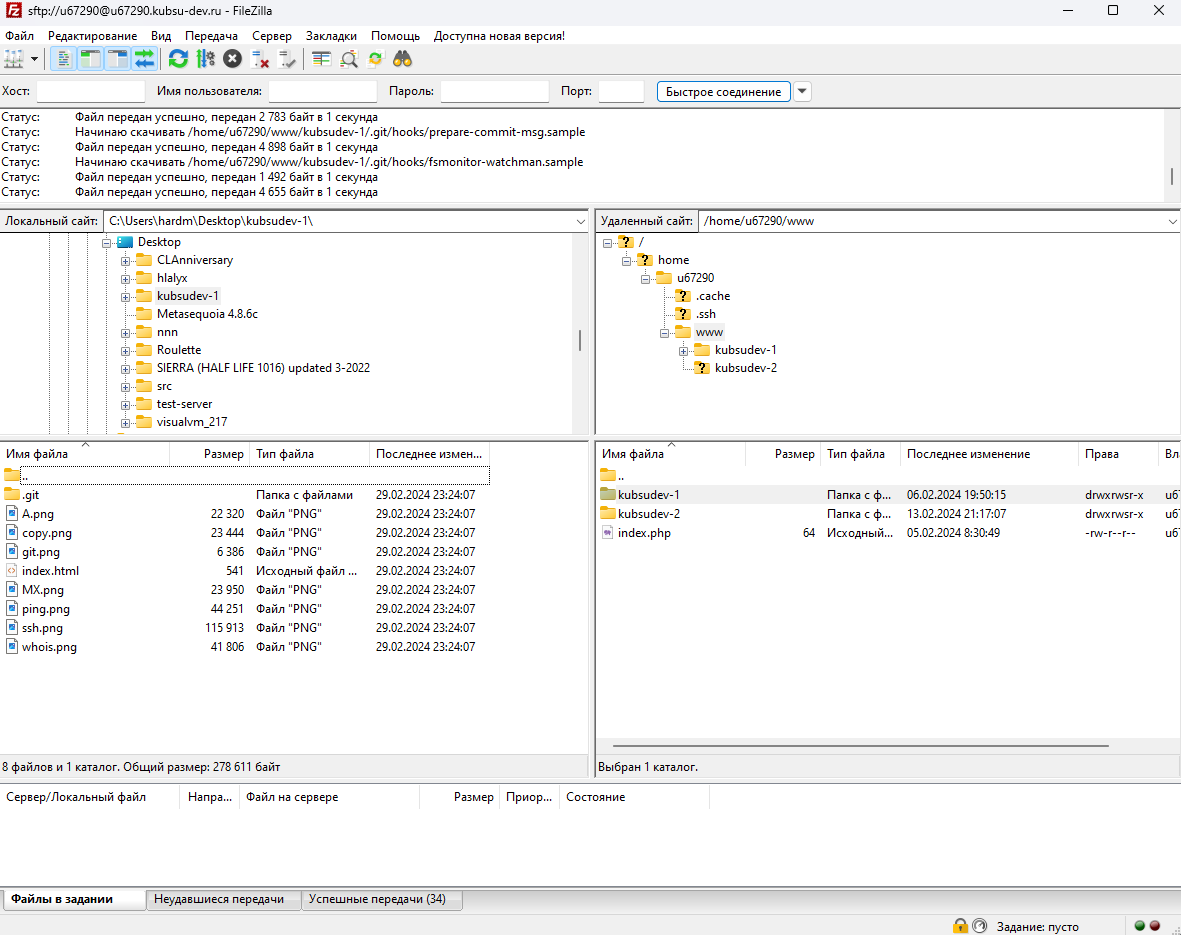 sftp://u67290@u67290.kubsu-dev.ru - FileZilla
Файл Редактирование Вид Передача Сервер Закладки Помощь Доступна новая версия!
Хост: Имя пользователя: Пароль: Порт: Быстрое соединение
Статус: Файл передан успешно, передан 2 783 байт в 1 секунда
Статус: Начинаю скачивать /home/u67290/www/kubsudev-1/.git/hooks/prepare-commit-msg.sample
Статус: Файл передан успешно, передан 4 898 байт в 1 секунда
Статус: Начинаю скачивать /home/u67290/www/kubsudev-1/.git/hooks/fsmonitor-watchman.sample
Статус: Файл передан успешно, передан 1 492 байт в 1 секунда
Статус: Файл передан успешно, передан 4 655 байт в 1 секунда
Локальный сайт: C:\Users\hardm\Desktop\kubsudev-1\
Desktop
CLAnniversary
hlalyx
kubsudev-1
Metasequoia 4.8.6c
nnn
Roulette
SIERRA (HALF LIFE 1016) updated 3-2022
src
test-server
visualvm_217
Удаленный сайт: /home/u67290/www
/
home
u67290
.cache
.ssh
www
kubsudev-1
kubsudev-2
Имя файла Размер Тип файла Последнее измен...
..
.git Папка с файлами 29.02.2024 23:24:07
A.png 22 320 Файл "PNG" 29.02.2024 23:24:07
copy.png 23 444 Файл "PNG" 29.02.2024 23:24:07
git.png 6 386 Файл "PNG" 29.02.2024 23:24:07
index.html 541 Исходный файл ... 29.02.2024 23:24:07
MX.png 23 950 Файл "PNG" 29.02.2024 23:24:07
ping.png 44 251 Файл "PNG" 29.02.2024 23:24:07
ssh.png 115 913 Файл "PNG" 29.02.2024 23:24:07
whois.png 41 806 Файл "PNG" 29.02.2024 23:24:07
8 файлов и 1 каталог. Общий размер: 278 611 байт
Имя файла Размер Тип файла Последнее изменение Права Вл
..
kubsudev-1 Папка с ф... 06.02.2024 19:50:15 drwxrwsr-x u67
kubsudev-2 Папка с ф... 13.02.2024 21:17:07 drwxrwsr-x u67
index.php 64 Исходный... 05.02.2024 8:30:49 -rw-r--r-- u67
Выбран 1 каталог.
Сервер/Локальный файл Напра... Файл на сервере Размер Приор... Состояние
Файлы в задании Неудавшиеся передачи Успешные передачи (34)
Задание: пусто